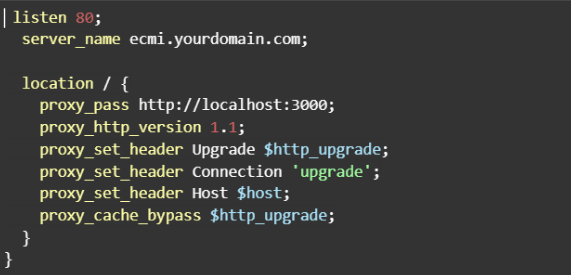 listen 80;
server_name ecmi.yourdomain.com;
location / {
proxy_pass http://localhost:3000;
proxy_http_version 1.1;
proxy_set_header Upgrade $http_upgrade;
proxy_set_header Connection 'upgrade';
proxy_set_header Host $host;
proxy_cache_bypass $http_upgrade;
}
}